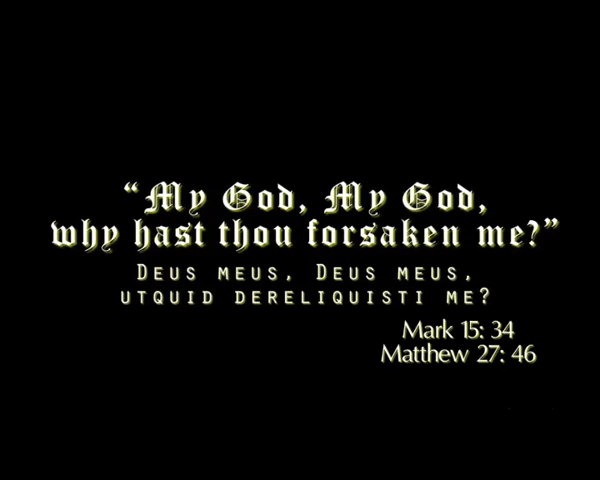 “My God, My God,
why hast thou forsaken me?”
Deus meus, Deus meus,
utquid dereliquisti me?
Mark 15: 34
Matthew 27: 46